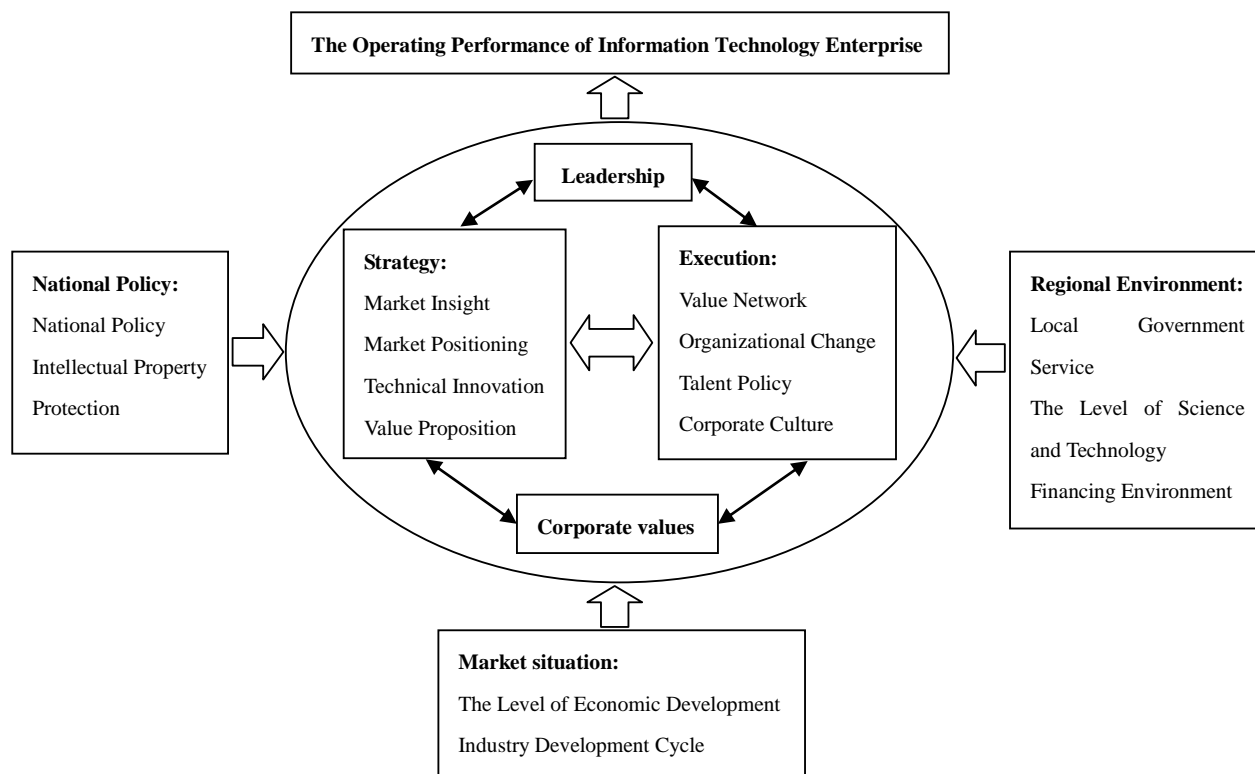 The Operating Performance of Information Technology Enterprise
Leadership
National Policy:
National Policy
Intellectual Property
Protection
Strategy:
Market Insight
Market Positioning
Technical Innovation
Value Proposition
Execution:
Value Network
Organizational Change
Talent Policy
Corporate Culture
Regional Environment:
Local Government
Service
The Level of Science
and Technology
Financing Environment
Corporate values
Market situation:
The Level of Economic Development
Industry Development Cycle